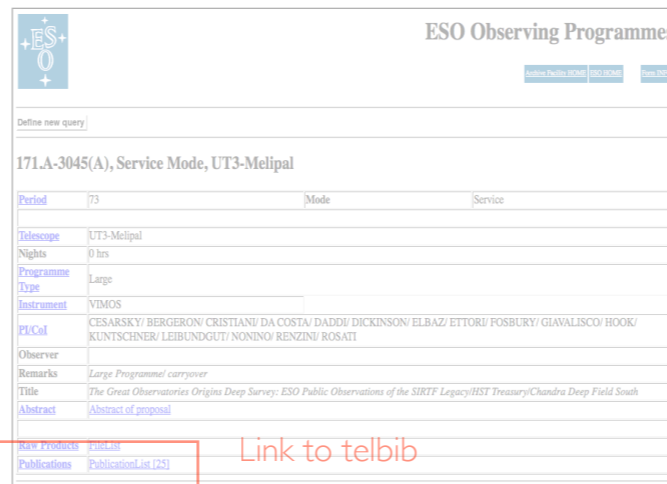 ESO
ESO Observing Programmes
Archive Facility HOME ESO HOME
Define new query
171.A-3045(A), Service Mode, UT3-Melipal
Period 73 Mode Service
Telescope UT3-Melipal
Nights 0 hrs
Programme Type Large
Instrument VIMOS
PI/CoI CESARSKY/ BERGERON/ CRISTIANI/ DA COSTA/ DADDI/ DICKINSON/ ELBAZ/ ETTORI/ FOSBURY/ GIAVALISCO/ HOOK/
KUNTSCHNER/ LEIBUNDGUT/ NONINO/ RENZINI/ ROSATI
Observer
Remarks Large Programme/ carryover
Title The Great Observatories Origins Deep Survey: ESO Public Observations of the SIRTF Legacy/HST Treasury/Chandra Deep Field South
Abstract Abstract of proposal
Raw Products FileList
Link to telbib
Publications PublicationList [25]